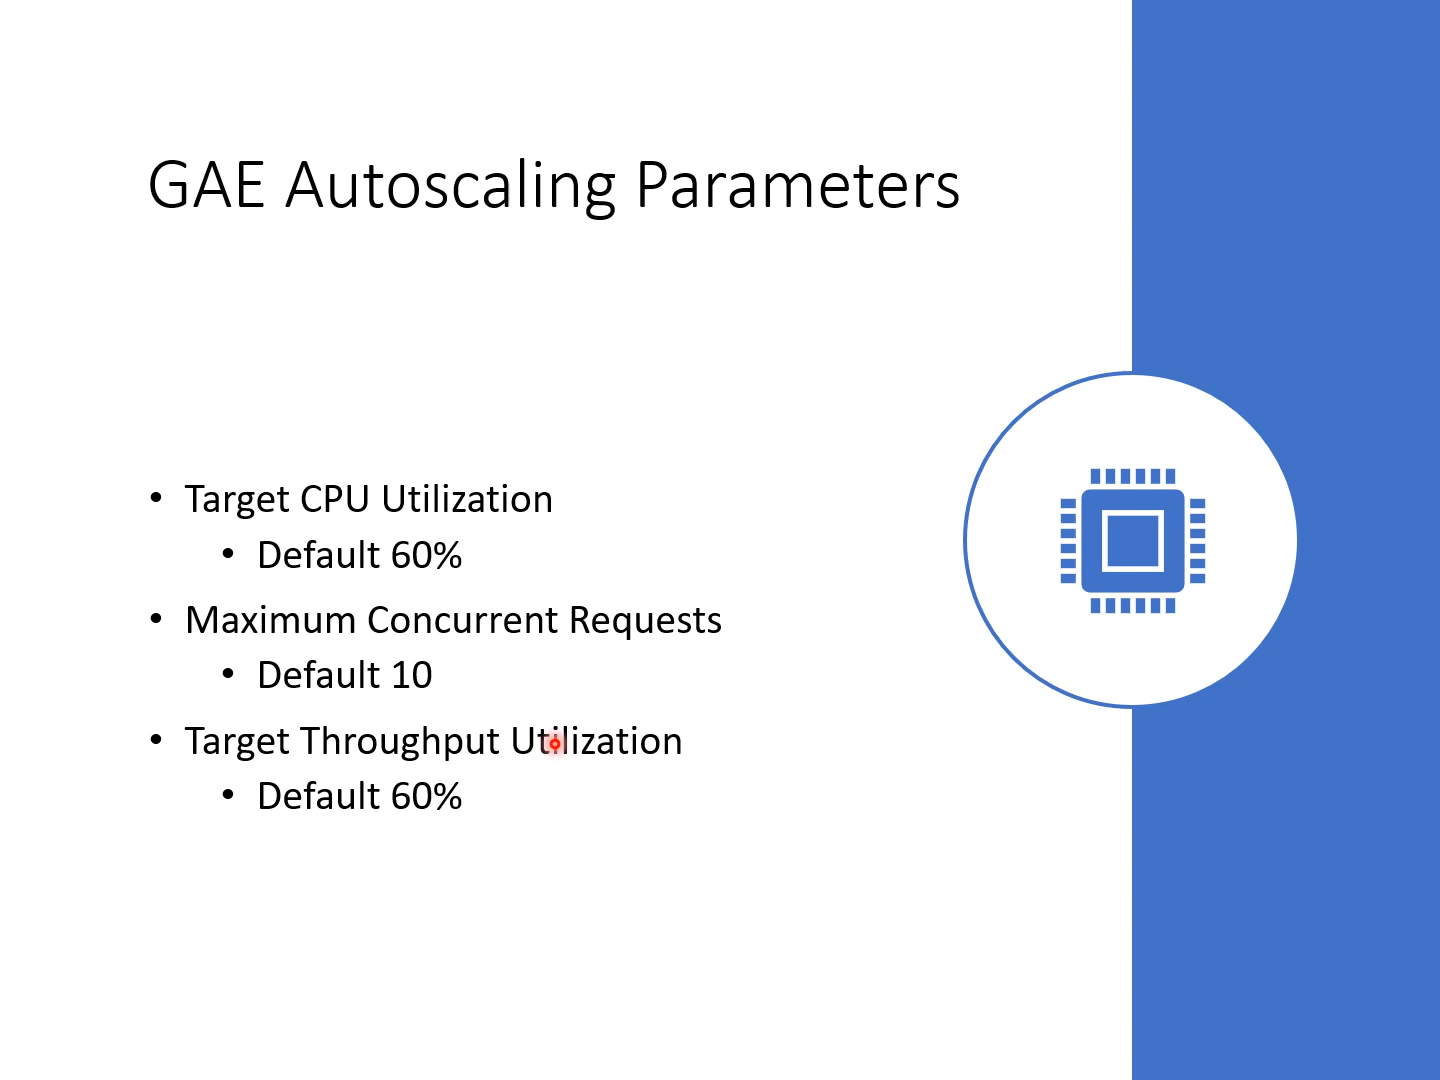 GAE Autoscaling Parameters
• Target CPU Utilization
• Default 60%
• Maximum Concurrent Requests
• Default 10
• Target Throughput Utilization
• Default 60%